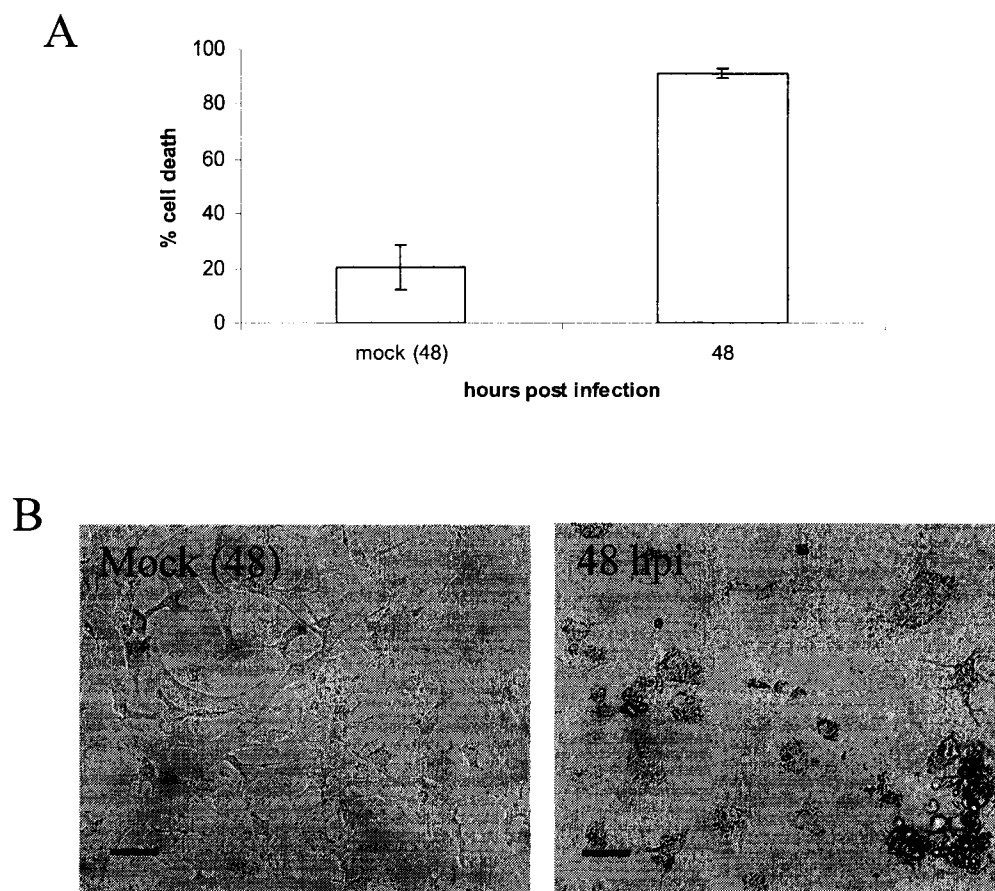 A
100
80
60
40
20
0
% cell death
mock (48)
48
hours post infection
B
Mock (48)
48 hpi